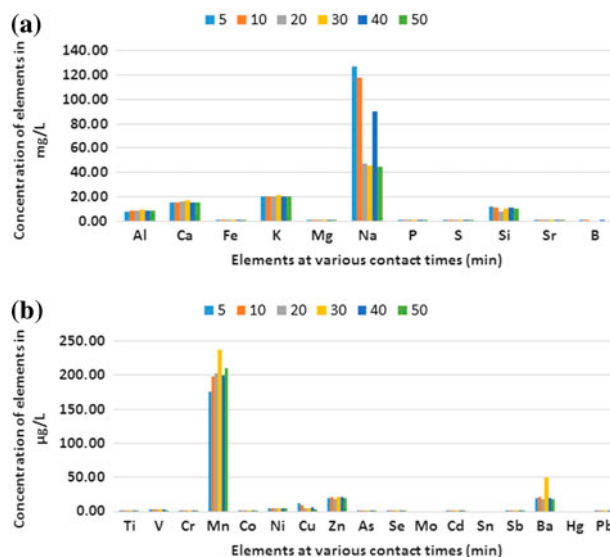 (a)
5 10 20 30 40 50
Concentration of elements in
mg/L
140.00
120.00
100.00
80.00
60.00
40.00
20.00
0.00
Al Ca Fe K Mg Na P S Si Sr B
Elements at various contact times (min)
(b)
5 10 20 30 40 50
Concentration of elements in
µg/L
250.00
200.00
150.00
100.00
50.00
0.00
Ti V Cr Mn Co Ni Cu Zn As Se Mo Cd Sn Sb Ba Hg Pb
Elements at various contact times (min)